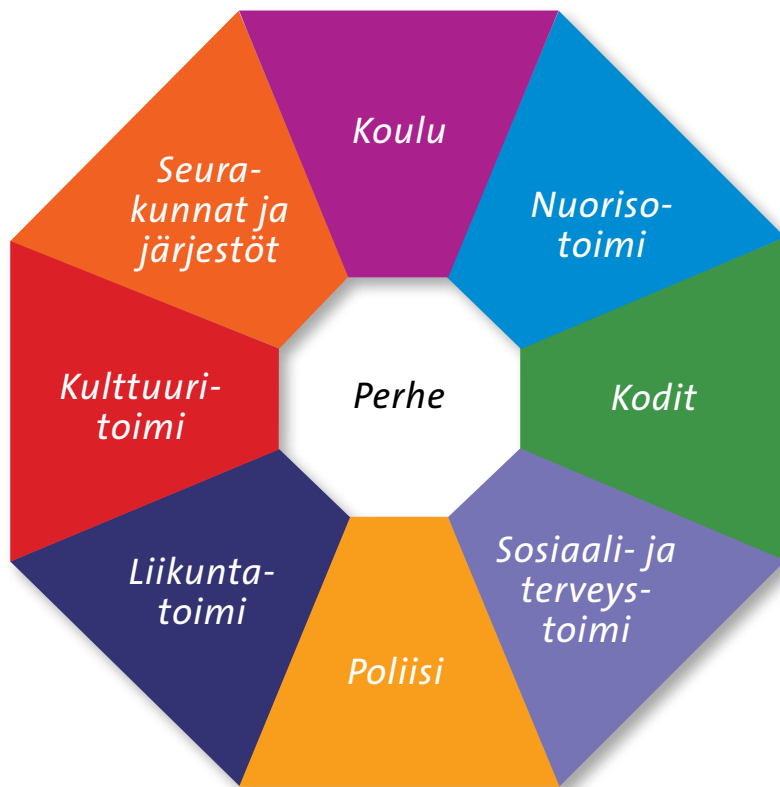 Koulu
Nuoriso-
toimi
Kodit
Sosiaali- ja
terveys-
toimi
Poliisi
Liikunta-
toimi
Kulttuuri-
toimi
Seura-
kunnat ja
järjestöt
Perhe